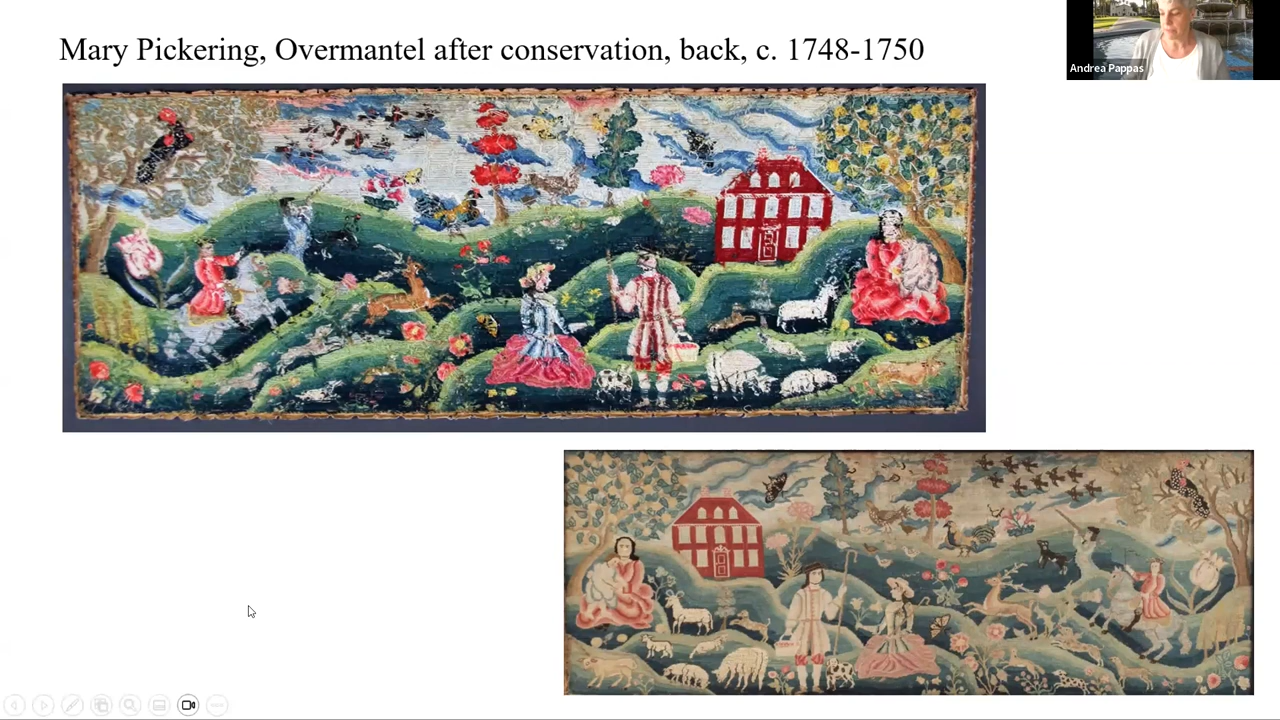 Mary Pickering, Overmantel after conservation, back, c. 1748-1750
Andrea Pappas